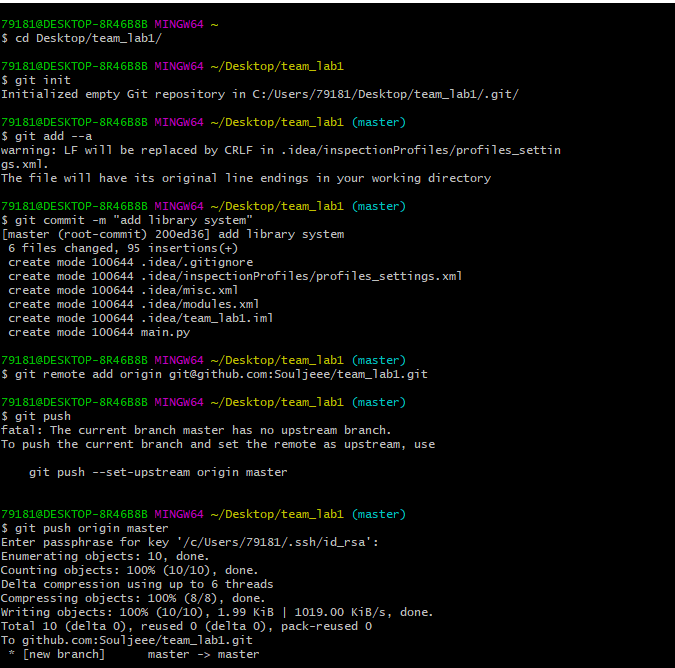 79181@DESKTOP-8R46B8B MINGW64 ~
$ cd Desktop/team_lab1/
79181@DESKTOP-8R46B8B MINGW64 ~/Desktop/team_lab1
$ git init
Initialized empty Git repository in C:/Users/79181/Desktop/team_lab1/.git/
79181@DESKTOP-8R46B8B MINGW64 ~/Desktop/team_lab1 (master)
$ git add --a
warning: LF will be replaced by CRLF in .idea/inspectionProfiles/profiles_settin
gs.xml.
The file will have its original line endings in your working directory
79181@DESKTOP-8R46B8B MINGW64 ~/Desktop/team_lab1 (master)
$ git commit -m "add library system"
[master (root-commit) 200ed36] add library system
 6 files changed, 95 insertions(+)
 create mode 100644 .idea/.gitignore
 create mode 100644 .idea/inspectionProfiles/profiles_settings.xml
 create mode 100644 .idea/misc.xml
 create mode 100644 .idea/modules.xml
 create mode 100644 .idea/team_lab1.iml
 create mode 100644 main.py
79181@DESKTOP-8R46B8B MINGW64 ~/Desktop/team_lab1 (master)
$ git remote add origin git@github.com:Souljeee/team_lab1.git
79181@DESKTOP-8R46B8B MINGW64 ~/Desktop/team_lab1 (master)
$ git push
fatal: The current branch master has no upstream branch.
To push the current branch and set the remote as upstream, use
    git push --set-upstream origin master
79181@DESKTOP-8R46B8B MINGW64 ~/Desktop/team_lab1 (master)
$ git push origin master
Enter passphrase for key '/c/Users/79181/.ssh/id_rsa':
Enumerating objects: 10, done.
Counting objects: 100% (10/10), done.
Delta compression using up to 6 threads
Compressing objects: 100% (8/8), done.
Writing objects: 100% (10/10), 1.99 KiB | 1019.00 KiB/s, done.
Total 10 (delta 0), reused 0 (delta 0), pack-reused 0
To github.com:Souljeee/team_lab1.git
 * [new branch]      master -> master